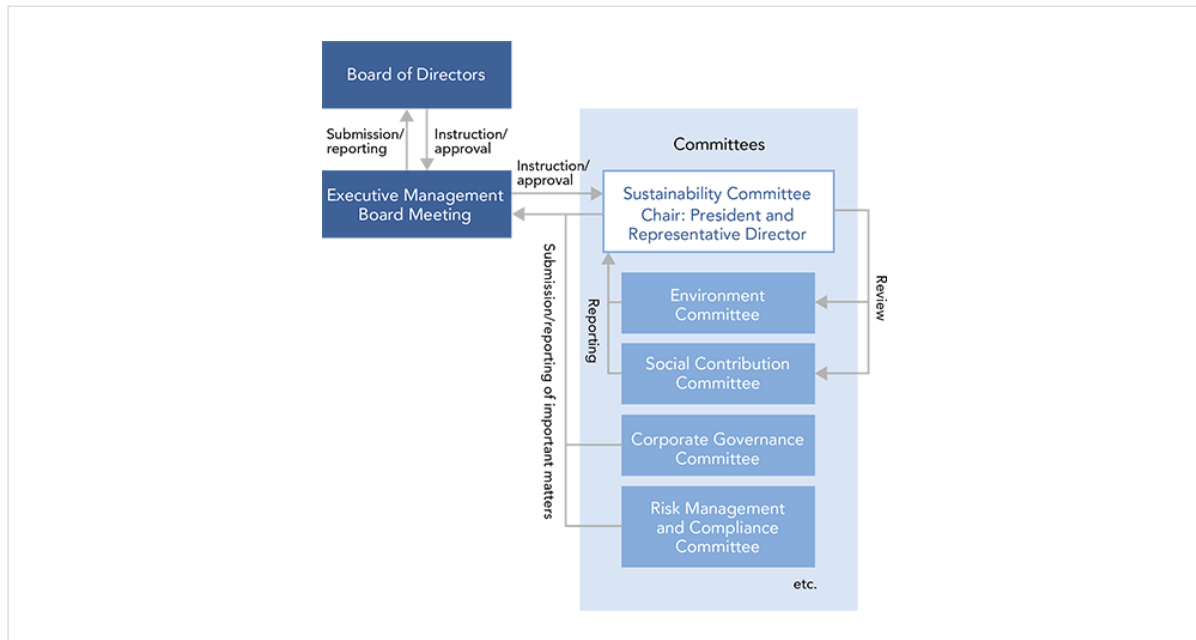 Board of Directors
Submission/
reporting
Instruction/
approval
Executive Management
Board Meeting
Instruction/
approval
Committees
Sustainability Committee
Chair: President and
Representative Director
Environment
Committee
Social Contribution
Committee
Corporate Governance
Committee
Risk Management
and Compliance
Committee
etc.
Reporting
Review
Submission/reporting of important matters